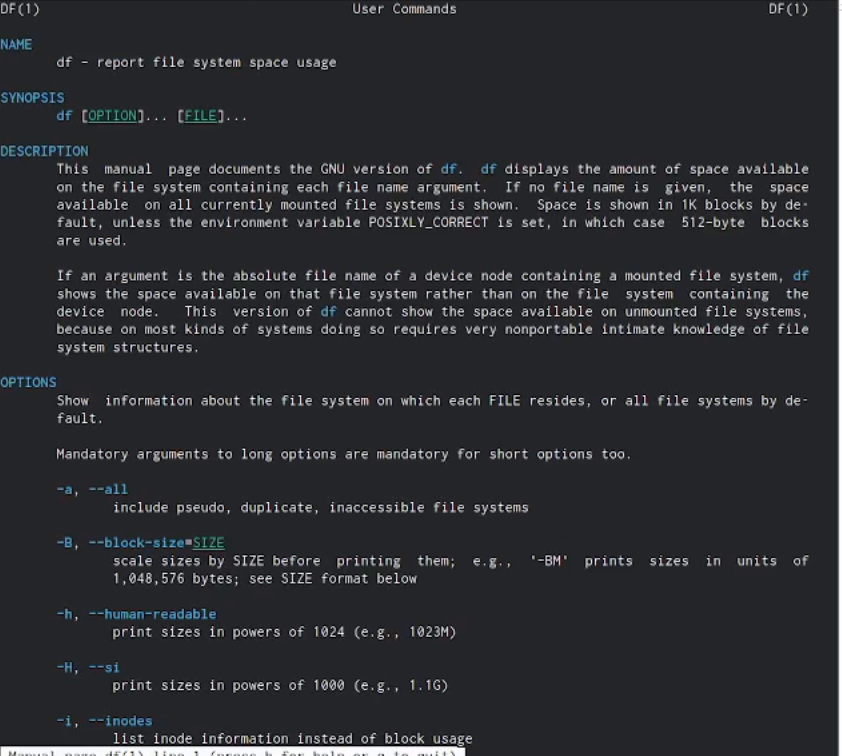 DF(1) User Commands DF(1)
NAME
df - report file system space usage
SYNOPSIS
df [OPTION]... [FILE]...
DESCRIPTION
This manual page documents the GNU version of df. df displays the amount of space available
on the file system containing each file name argument. If no file name is given, the space
available on all currently mounted file systems is shown. Space is shown in 1K blocks by de-
fault, unless the environment variable POSIXLY_CORRECT is set, in which case 512-byte blocks
are used.
If an argument is the absolute file name of a device node containing a mounted file system, df
shows the space available on that file system rather than on the file system containing the
device node. This version of df cannot show the space available on unmounted file systems,
because on most kinds of systems doing so requires very nonportable intimate knowledge of file
system structures.
OPTIONS
Show information about the file system on which each FILE resides, or all file systems by de-
fault.
Mandatory arguments to long options are mandatory for short options too.
-a, --all
include pseudo, duplicate, inaccessible file systems
-B, --block-size=SIZE
scale sizes by SIZE before printing them; e.g., '-BM' prints sizes in units of
1,048,576 bytes; see SIZE format below
-h, --human-readable
print sizes in powers of 1024 (e.g., 1023M)
-H, --si
print sizes in powers of 1000 (e.g., 1.1G)
-i, --inodes
list inode information instead of block usage
Manual page df(1) line 1 (press h for help or q to quit)